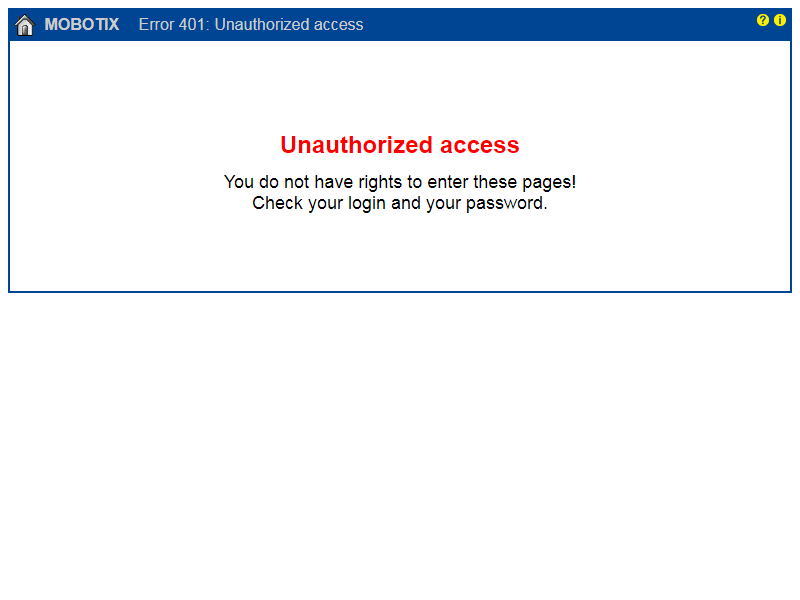 MOBOTIX Error 401: Unauthorized access ? i
Unauthorized access
You do not have rights to enter these pages!
Check your login and your password.